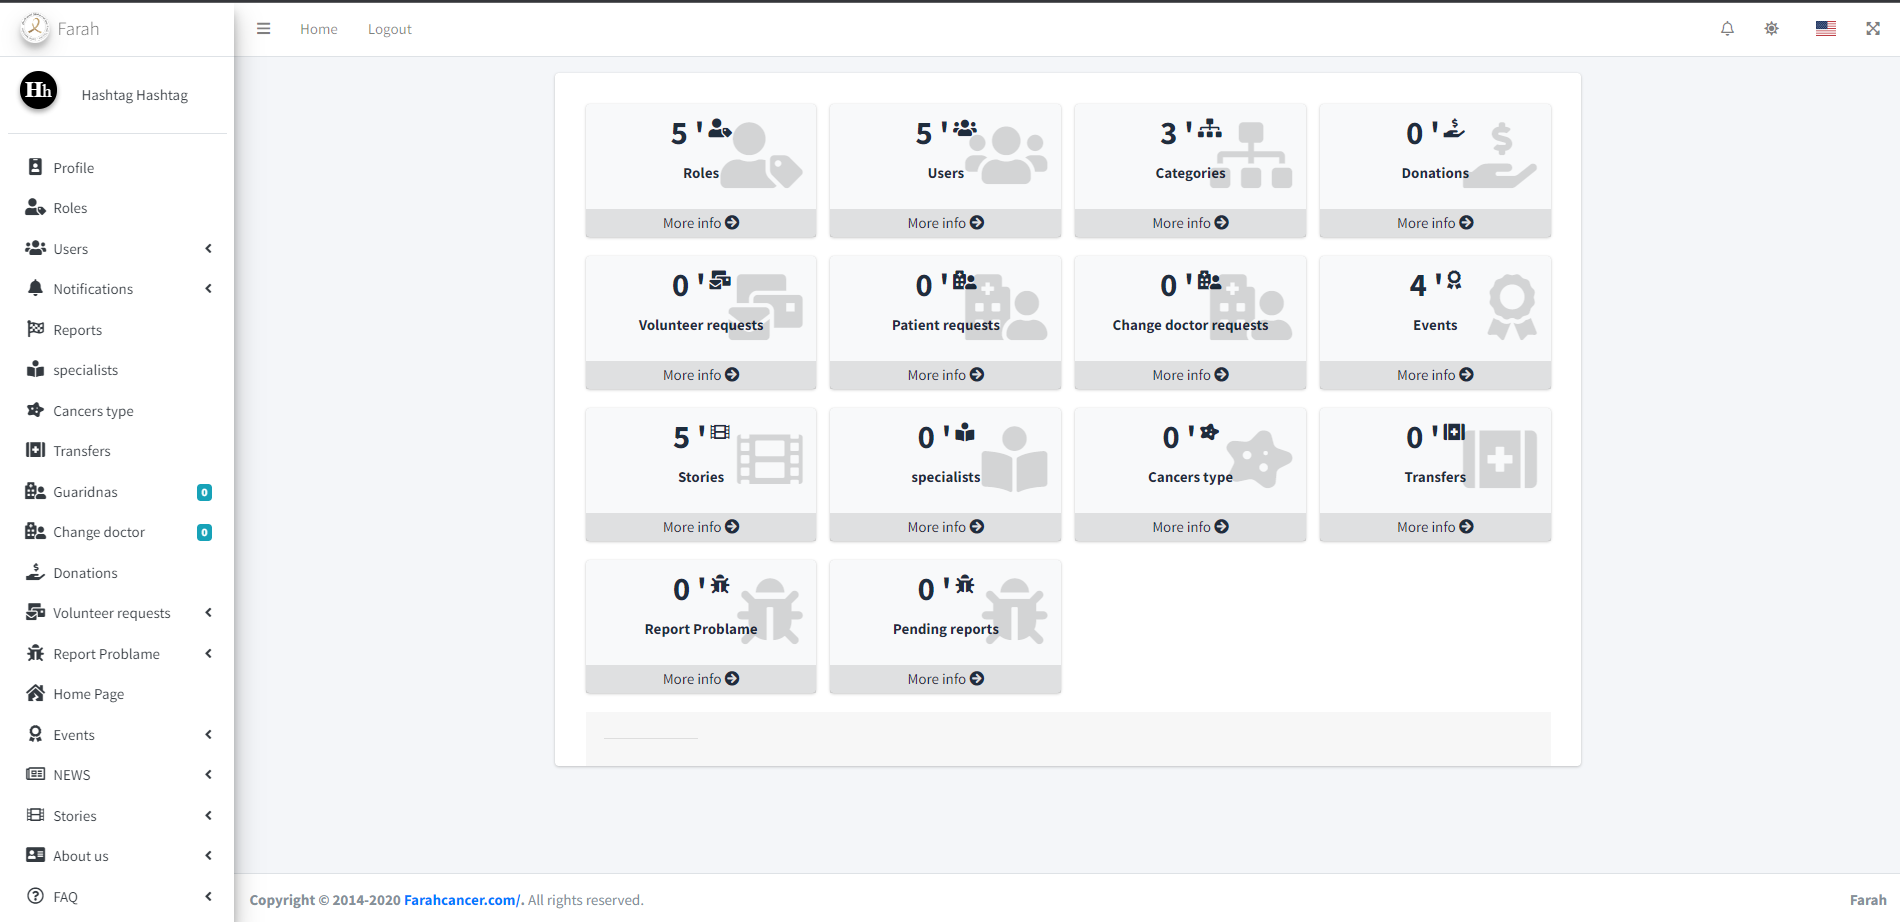 Farah
Home
Logout
Hh
Hashtag Hashtag
Profile
Roles
Users
Notifications
Reports
specialists
Cancers type
Transfers
Guaridnas 0
Change doctor 0
Donations
Volunteer requests
Report Problame
Home Page
Events
NEWS
Stories
About us
FAQ
5 '
Roles
More info
5 '
Users
More info
3 '
Categories
More info
0 '
Donations
More info
0 '
Volunteer requests
More info
0 '
Patient requests
More info
0 '
Change doctor requests
More info
4 '
Events
More info
5 '
Stories
More info
0 '
specialists
More info
0 '
Cancers type
More info
0 '
Transfers
More info
0 '
Report Problame
More info
0 '
Pending reports
More info
Copyright © 2014-2020 Farahcancer.com/. All rights reserved.
Farah